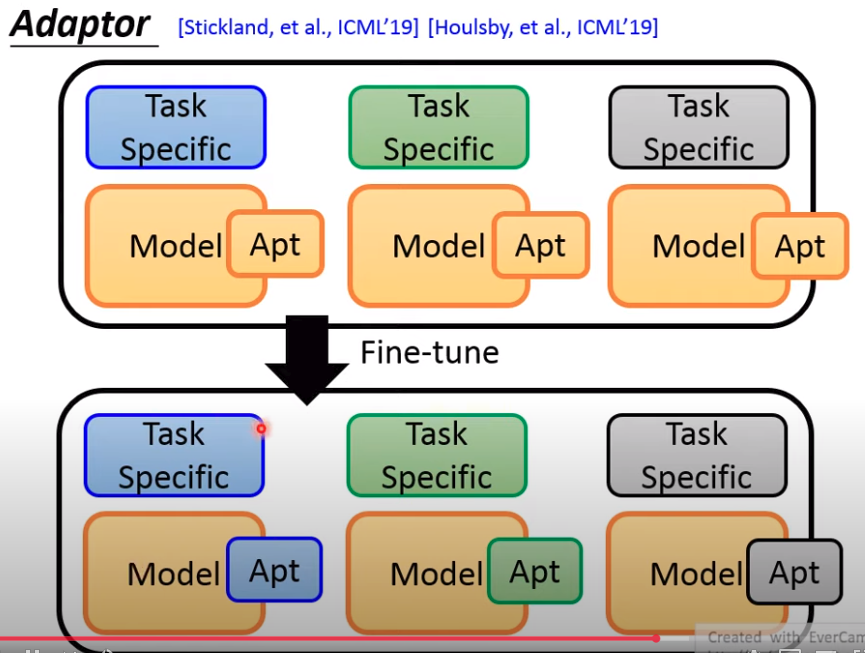 Adaptor [Stickland, et al., ICML'19] [Houlsby, et al., ICML'19]
Task Specific
Task Specific
Task Specific
Model Apt
Model Apt
Model Apt
Fine-tune
Task Specific
Task Specific
Task Specific
Model Apt
Model Apt
Model Apt
Created with EverCam